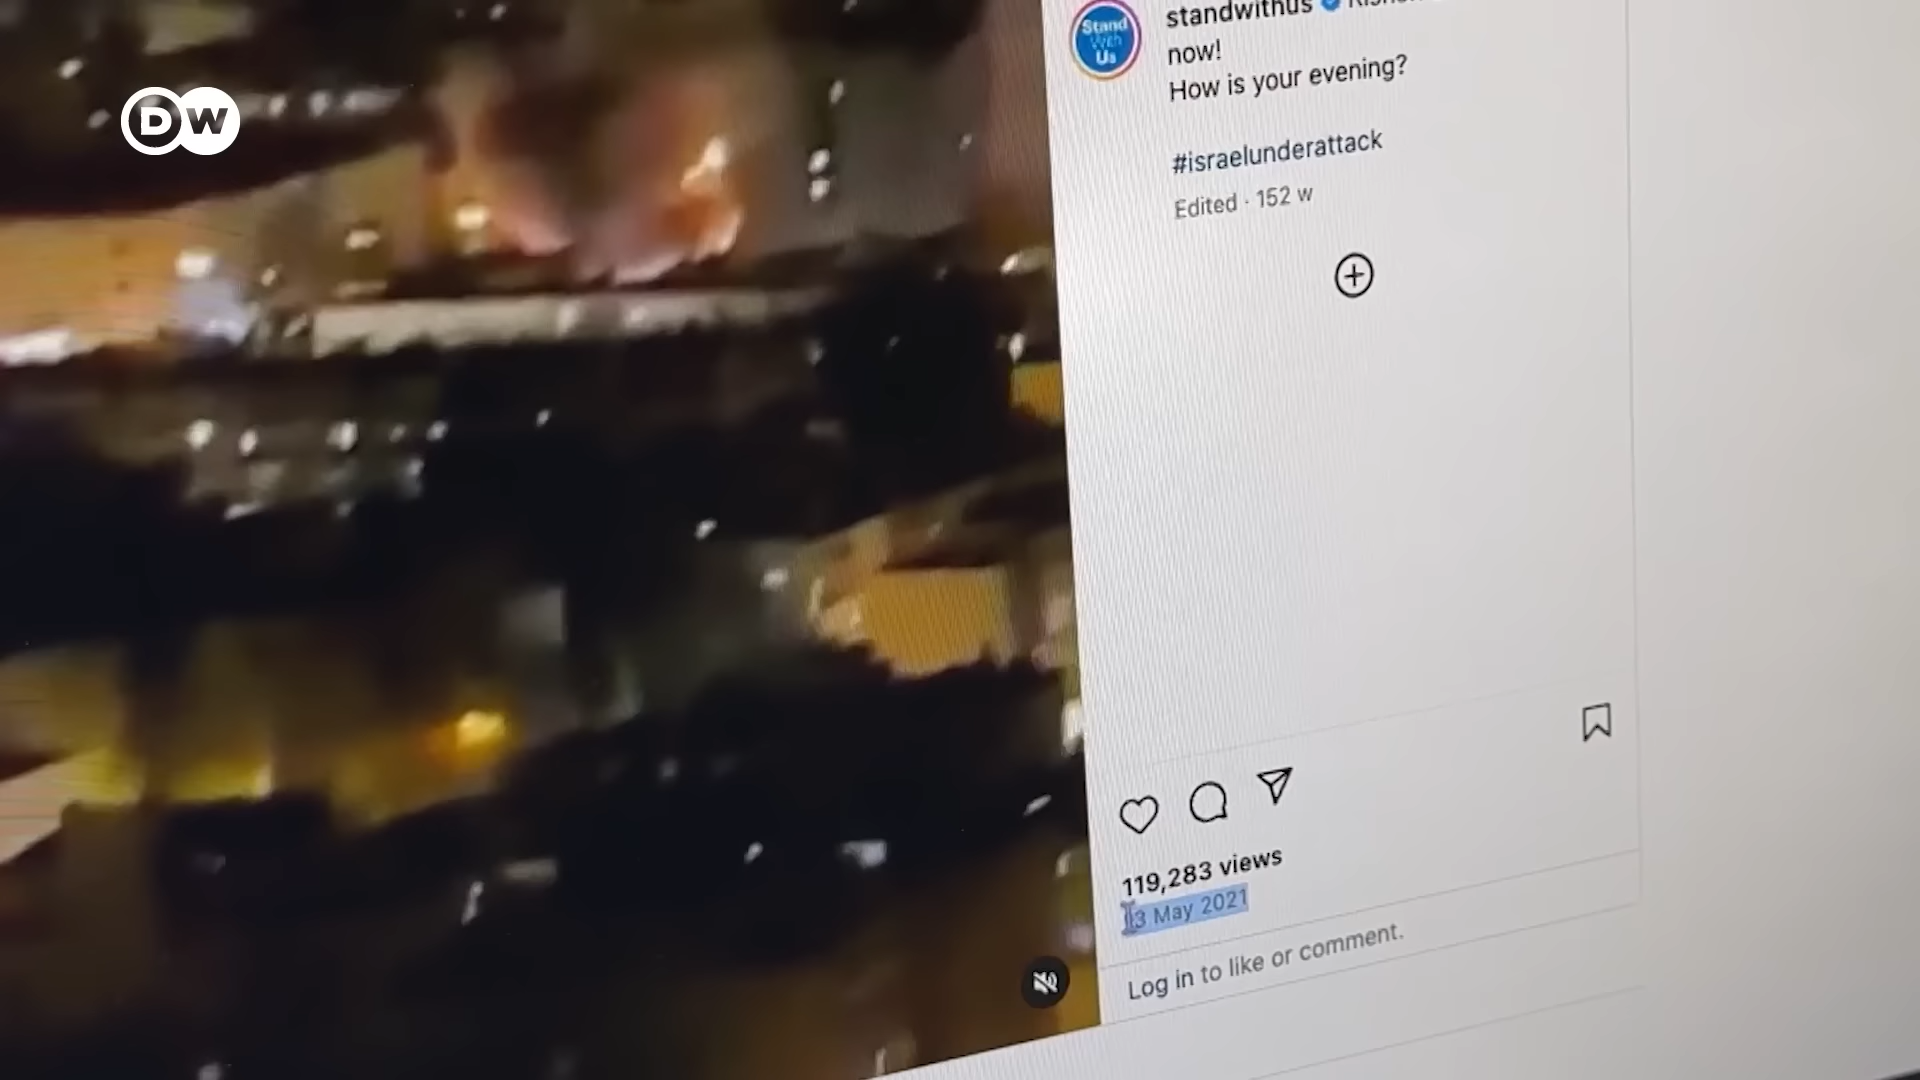 DW
Stand
With
Us
standwithus
now!
How is your evening?
#israelunderattack
Edited · 152 w
119,283 views
13 May 2021
Log in to like or comment.